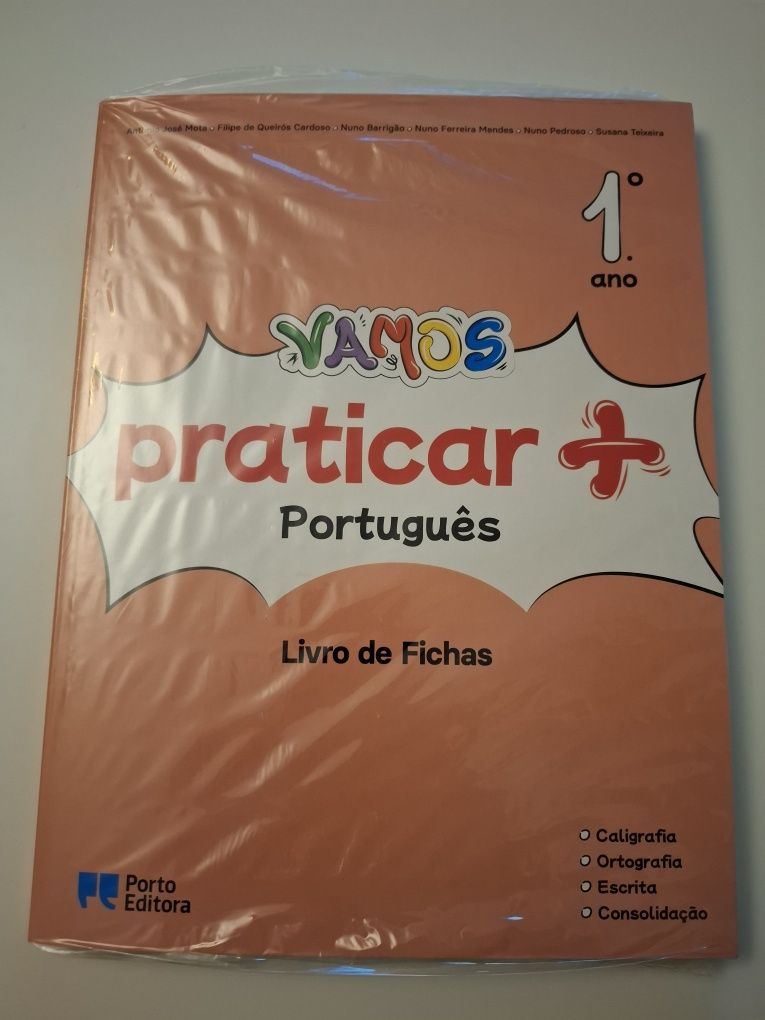 António José Mota • Filipe de Queirós Cardoso • Nuno Barrigão • Nuno Ferreira Mendes • Nuno Pedroso • Susana Teixeira
1.º
ano
VAMOS
praticar +
Português
Livro de Fichas
Caligrafia
Ortografia
Escrita
Consolidação
Porto
Editora